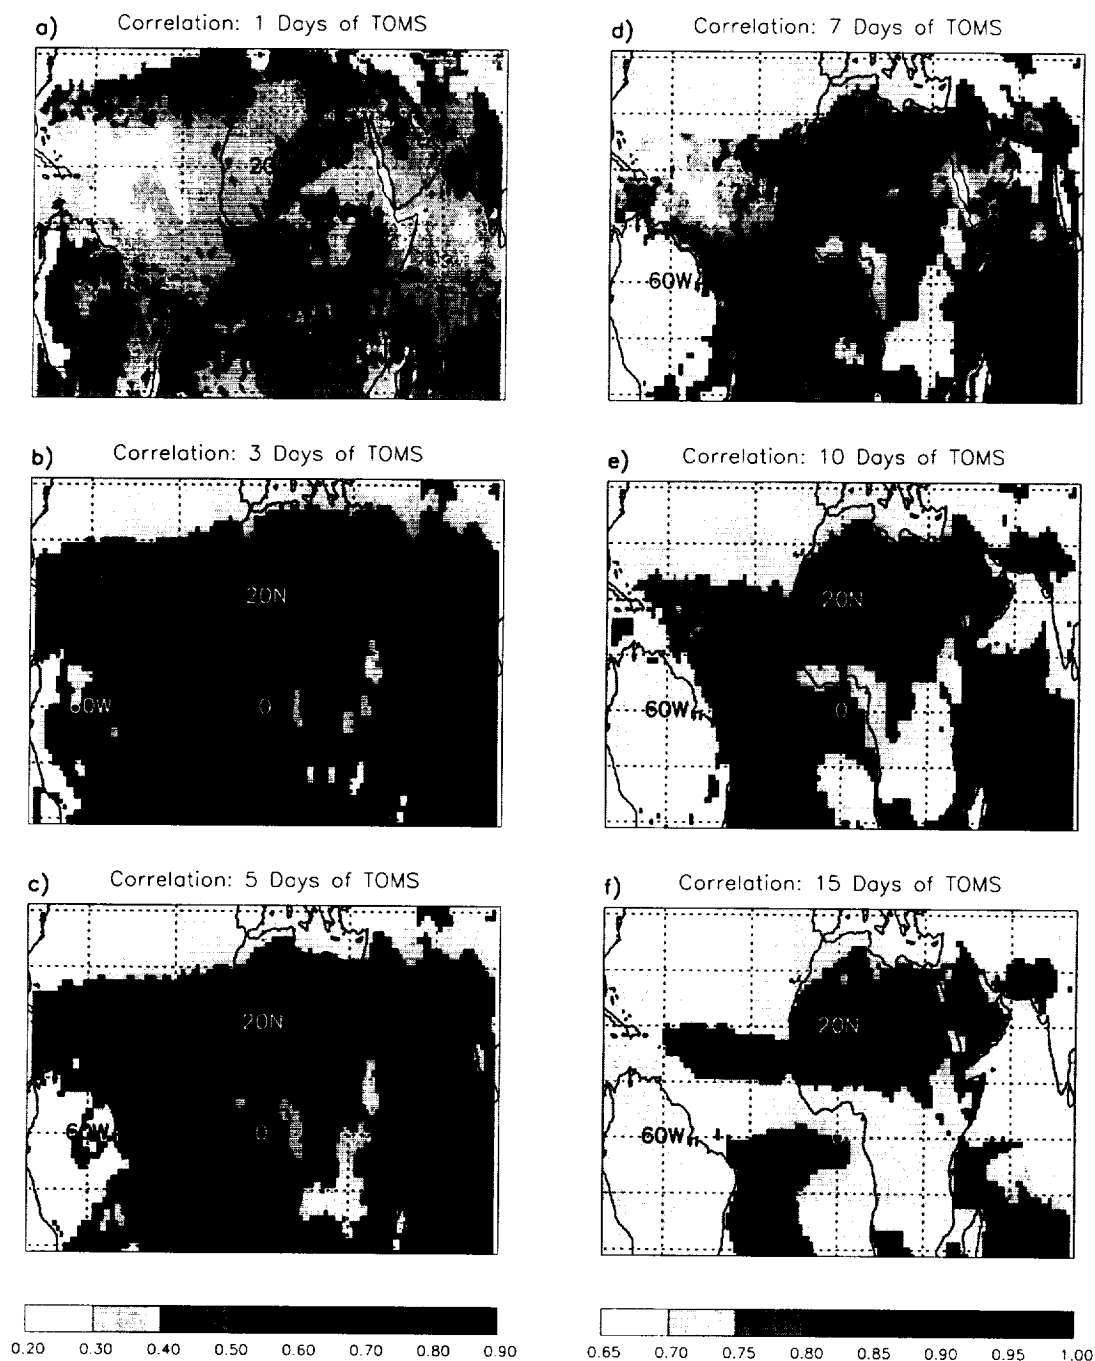 a) Correlation: 1 Days of TOMS
20
b) Correlation: 3 Days of TOMS
20N
60W 0
c) Correlation: 5 Days of TOMS
20N
60W 0
0.20 0.30 0.40 0.50 0.60 0.70 0.80 0.90
d) Correlation: 7 Days of TOMS
60W
e) Correlation: 10 Days of TOMS
20N
60W 0
f) Correlation: 15 Days of TOMS
20N
60W 0
0.65 0.70 0.75 0.80 0.85 0.90 0.95 1.00